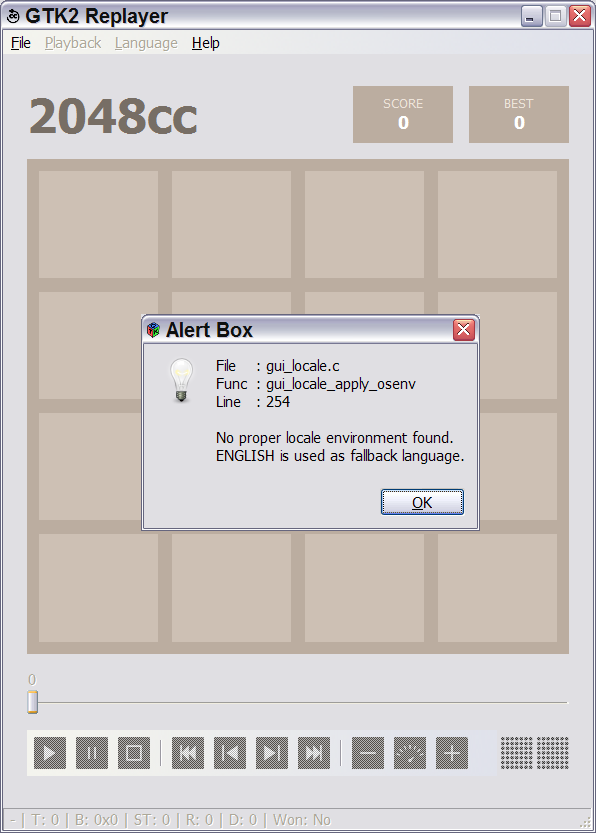 GTK2 Replayer
File Playback Language Help
2048cc
SCORE
0
BEST
0
Alert Box
File : gui_locale.c
Func : gui_locale_apply_osenv
Line : 254
No proper locale environment found.
ENGLISH is used as fallback language.
OK
0
- | T: 0 | B: 0x0 | ST: 0 | R: 0 | D: 0 | Won: No